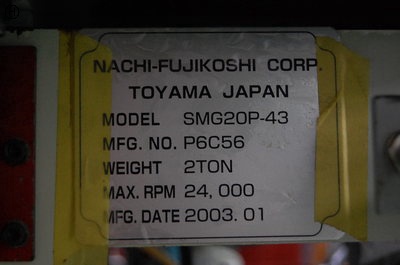 NACHI-FUJIKOSHI CORP.
TOYAMA JAPAN
MODEL SMG20P-43
MFG. NO. P6C56
WEIGHT 2TON
MAX. RPM 24,000
MFG. DATE 2003. 01